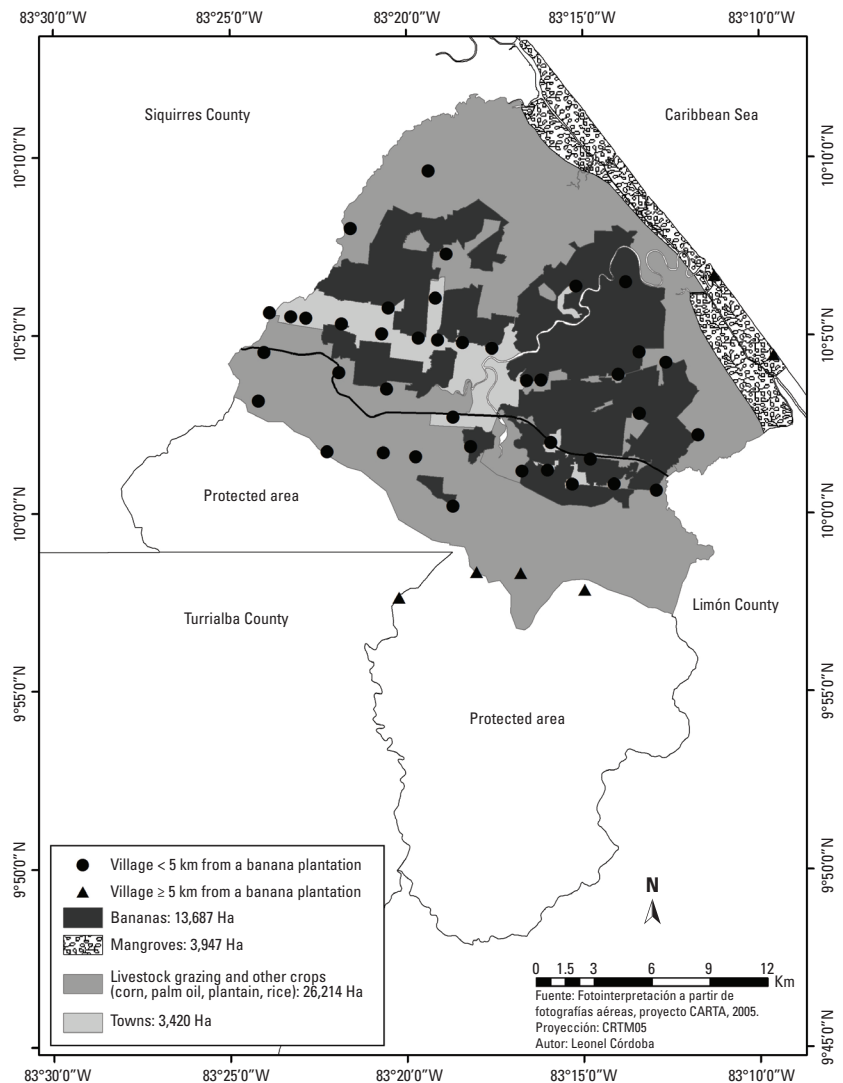 83°30'0"W 83°25'0"W 83°20'0"W 83°15'0"W 83°10'0"W
Siquirres County
Caribbean Sea
10°10'0"N
10°10'0"N
10°5'0"N
10°5'0"N
Protected area
10°0'0"N
10°0'0"N
Turrialba County
Limón County
9°55'0"N
9°55'0"N
Protected area
9°50'0"N
9°50'0"N
Village < 5 km from a banana plantation
Village ≥ 5 km from a banana plantation
Bananas: 13,687 Ha
Mangroves: 3,947 Ha
Livestock grazing and other crops
(corn, palm oil, plantain, rice): 26,214 Ha
Towns: 3,420 Ha
N
0 1.5 3 6 9 12
Km
Fuente: Fotointerpretación a partir de
fotografías aéreas, proyecto CARTA, 2005.
Proyección: CRTM05
Autor: Leonel Córdoba
9°45'0"N
9°45'0"N
83°30'0"W 83°25'0"W 83°20'0"W 83°15'0"W 83°10'0"W